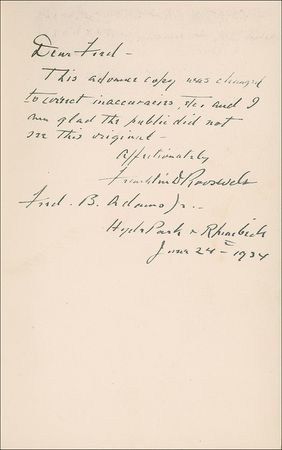 Dear Fred -
This advance copy was changed
to correct inaccuracies, etc, and I
am glad the public did not
see this original -
Affectionately
Franklin D Roosevelt
Fred. B. Adams Jr. -
Hyde Park & Rhinebeck
June 24th - 1934